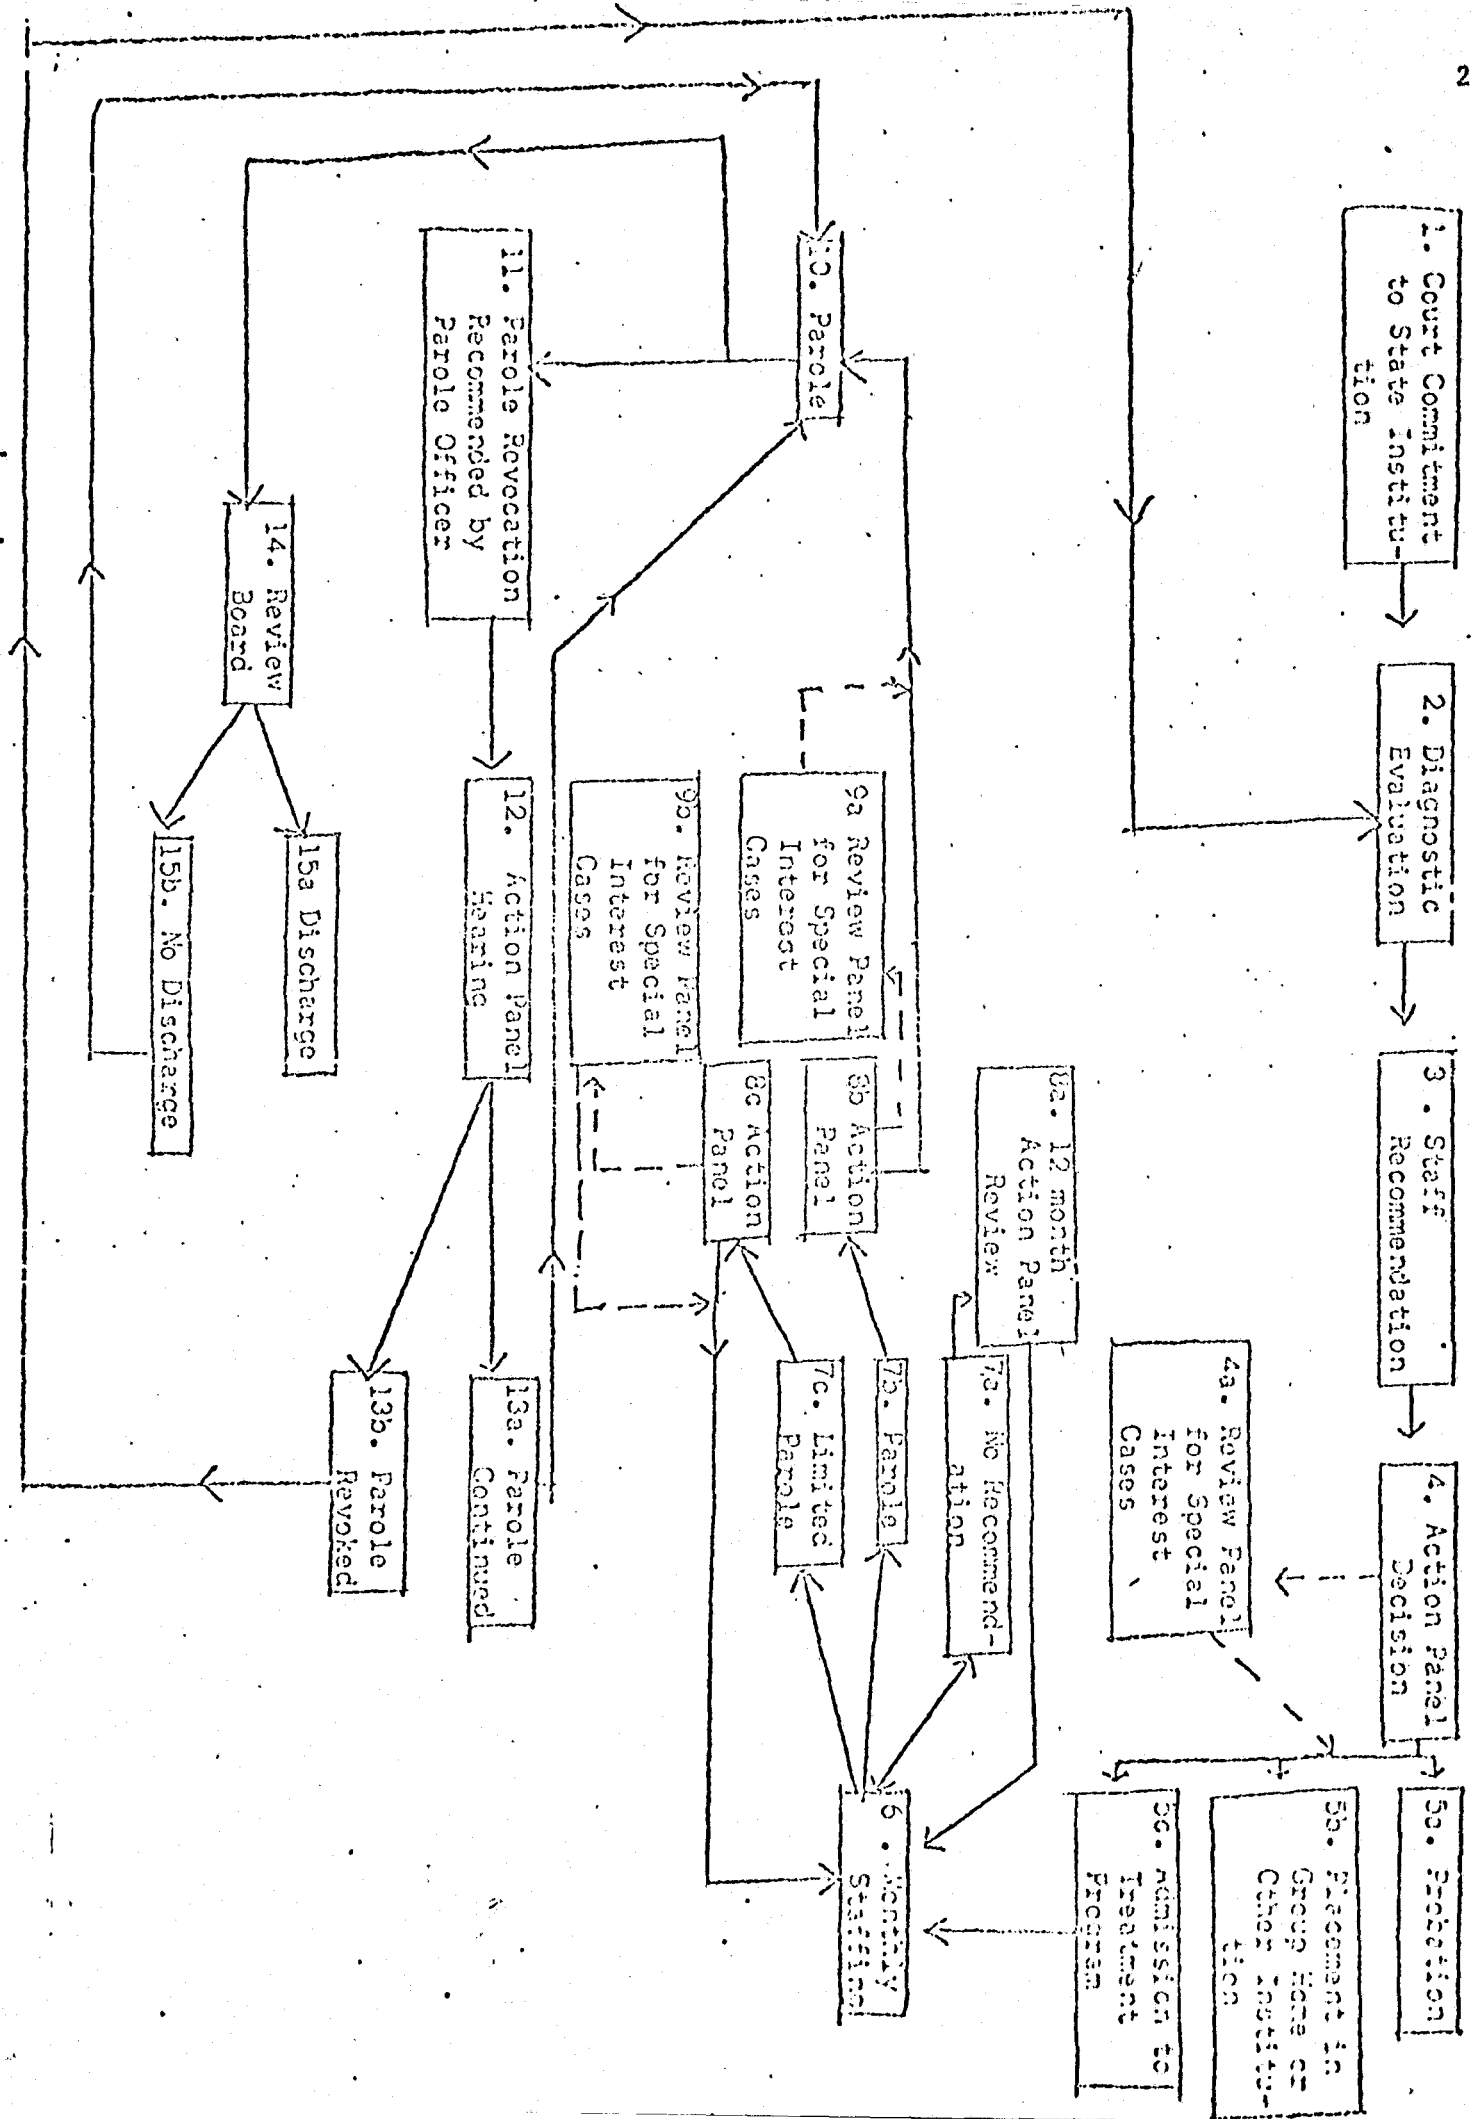 2
1. Court Commitment
to State Institu-
tion
2. Diagnostic
Evaluation
3 . Staff
Recommendation
4. Action Panel
Decision
4a. Review Panel
for Special
Interest
Cases
5a. Probation
5b. Placement in
Group Home or
Other Institu-
tion
5c. Admission to
Treatment
Program
6 . Monthly
Staffing
7a. No Recommend-
ation
7b. Parole
7c. Limited
Parole
8a. 12 month
Action Panel
Review
8b Action
Panel
8c Action
Panel
9a Review Panel
for Special
Interest
Cases
9b. Review Panel
for Special
Interest
Cases
10. Parole
11. Parole Revocation
Recommended by
Parole Officer
12. Action Panel
Hearing
13a. Parole
Continued
13b. Parole
Revoked
14. Review
Board
15a Discharge
15b. No Discharge